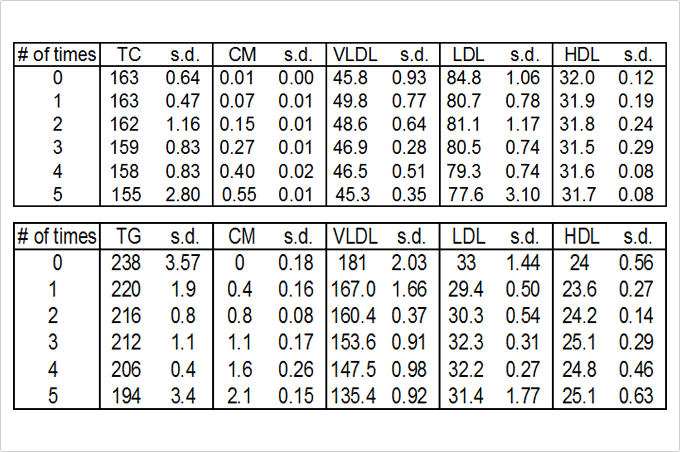 # of times TC s.d. CM s.d. VLDL s.d. LDL s.d. HDL s.d.
0 163 0.64 0.01 0.00 45.8 0.93 84.8 1.06 32.0 0.12
1 163 0.47 0.07 0.01 49.8 0.77 80.7 0.78 31.9 0.19
2 162 1.16 0.15 0.01 48.6 0.64 81.1 1.17 31.8 0.24
3 159 0.83 0.27 0.01 46.9 0.28 80.5 0.74 31.5 0.29
4 158 0.83 0.40 0.02 46.5 0.51 79.3 0.74 31.6 0.08
5 155 2.80 0.55 0.01 45.3 0.35 77.6 3.10 31.7 0.08
# of times TG s.d. CM s.d. VLDL s.d. LDL s.d. HDL s.d.
0 238 3.57 0 0.18 181 2.03 33 1.44 24 0.56
1 220 1.9 0.4 0.16 167.0 1.66 29.4 0.50 23.6 0.27
2 216 0.8 0.8 0.08 160.4 0.37 30.3 0.54 24.2 0.14
3 212 1.1 1.1 0.17 153.6 0.91 32.3 0.31 25.1 0.29
4 206 0.4 1.6 0.26 147.5 0.98 32.2 0.27 24.8 0.46
5 194 3.4 2.1 0.15 135.4 0.92 31.4 1.77 25.1 0.63